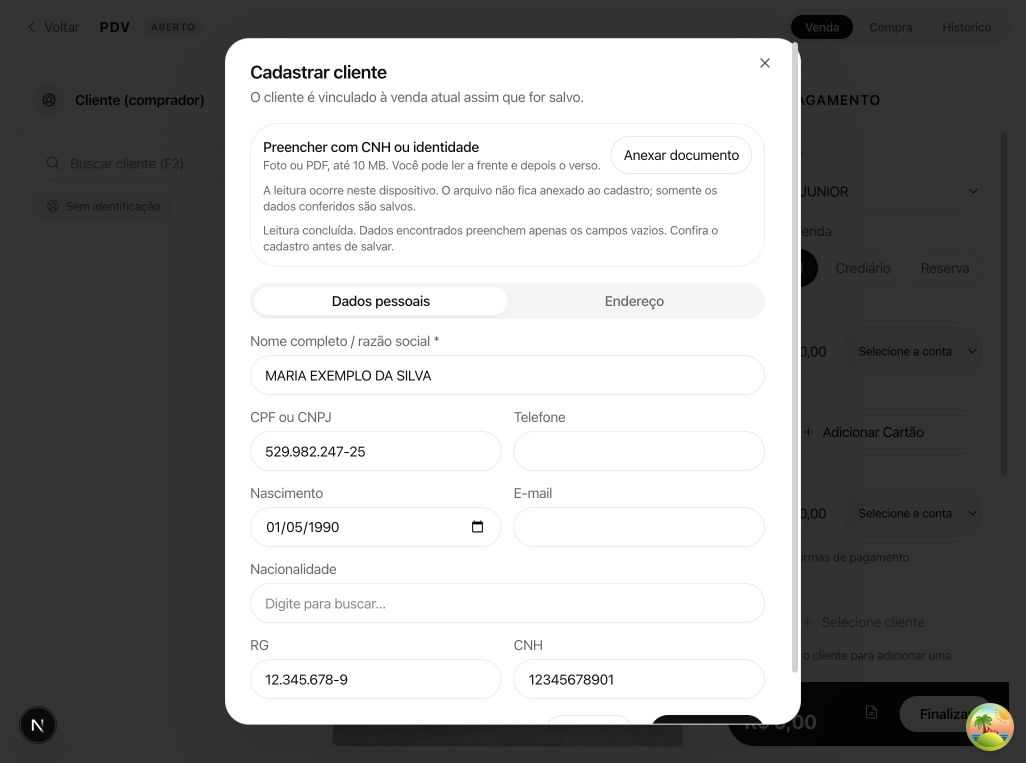 Voltar PDV ABERTO Venda Compra Histórico
Cadastrar cliente
O cliente é vinculado à venda atual assim que for salvo.
Cliente (comprador)
AGAMENTO
Buscar cliente (F2)
Sem identificação
Preencher com CNH ou identidade
Foto ou PDF, até 10 MB. Você pode ler a frente e depois o verso.
Anexar documento
A leitura ocorre neste dispositivo. O arquivo não fica anexado ao cadastro; somente os
dados conferidos são salvos.
Leitura concluída. Dados encontrados preenchem apenas os campos vazios. Confira o
cadastro antes de salvar.
JUNIOR
enda
Crediário Reserva
Dados pessoais Endereço
Nome completo / razão social *
MARIA EXEMPLO DA SILVA
0,00 Selecione a conta
CPF ou CNPJ Telefone
529.982.247-25
+ Adicionar Cartão
Nascimento E-mail
01/05/1990
0,00 Selecione a conta
ormas de pagamento
Nacionalidade
Digite para buscar...
+ Selecione cliente
RG CNH
12.345.678-9 12345678901
o cliente para adicionar uma
N
R$ 0,00
Finaliza